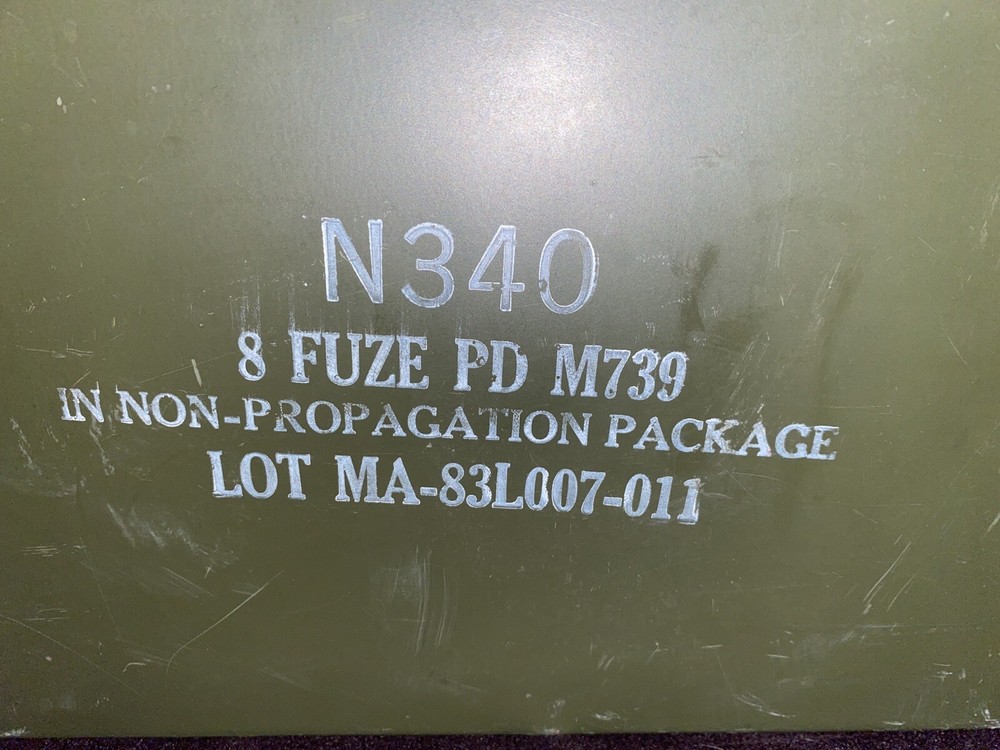 N340
8 FUZE PD M739
IN NON-PROPAGATION PACKAGE
LOT MA-83L007-011